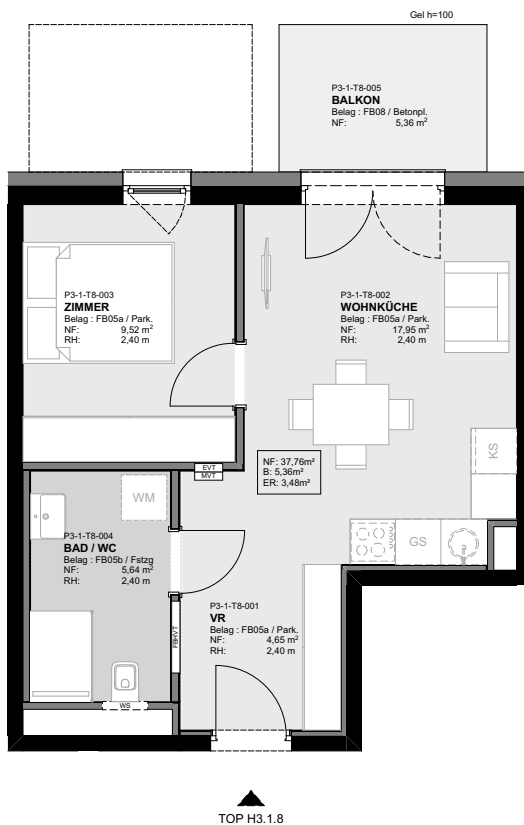 Gel h=100
P3-1-T8-005
BALKON
Belag : FB08 / Betonpl.
NF: 5,36 m²
P3-1-T8-003
ZIMMER
Belag : FB05a / Park.
NF: 9,52 m²
RH: 2,40 m
P3-1-T8-002
WOHNKÜCHE
Belag : FB05a / Park.
NF: 17,95 m²
RH: 2,40 m
KS
NF: 37,76m²
B: 5,36m²
ER: 3,48m²
EVT
MVT
WM
GS
P3-1-T8-004
BAD / WC
Belag : FB05b / Fstzg
NF: 5,64 m²
RH: 2,40 m
FBHVT
P3-1-T8-001
VR
Belag : FB05a / Park.
NF: 4,65 m²
RH: 2,40 m
WS
TOP H3.1.8